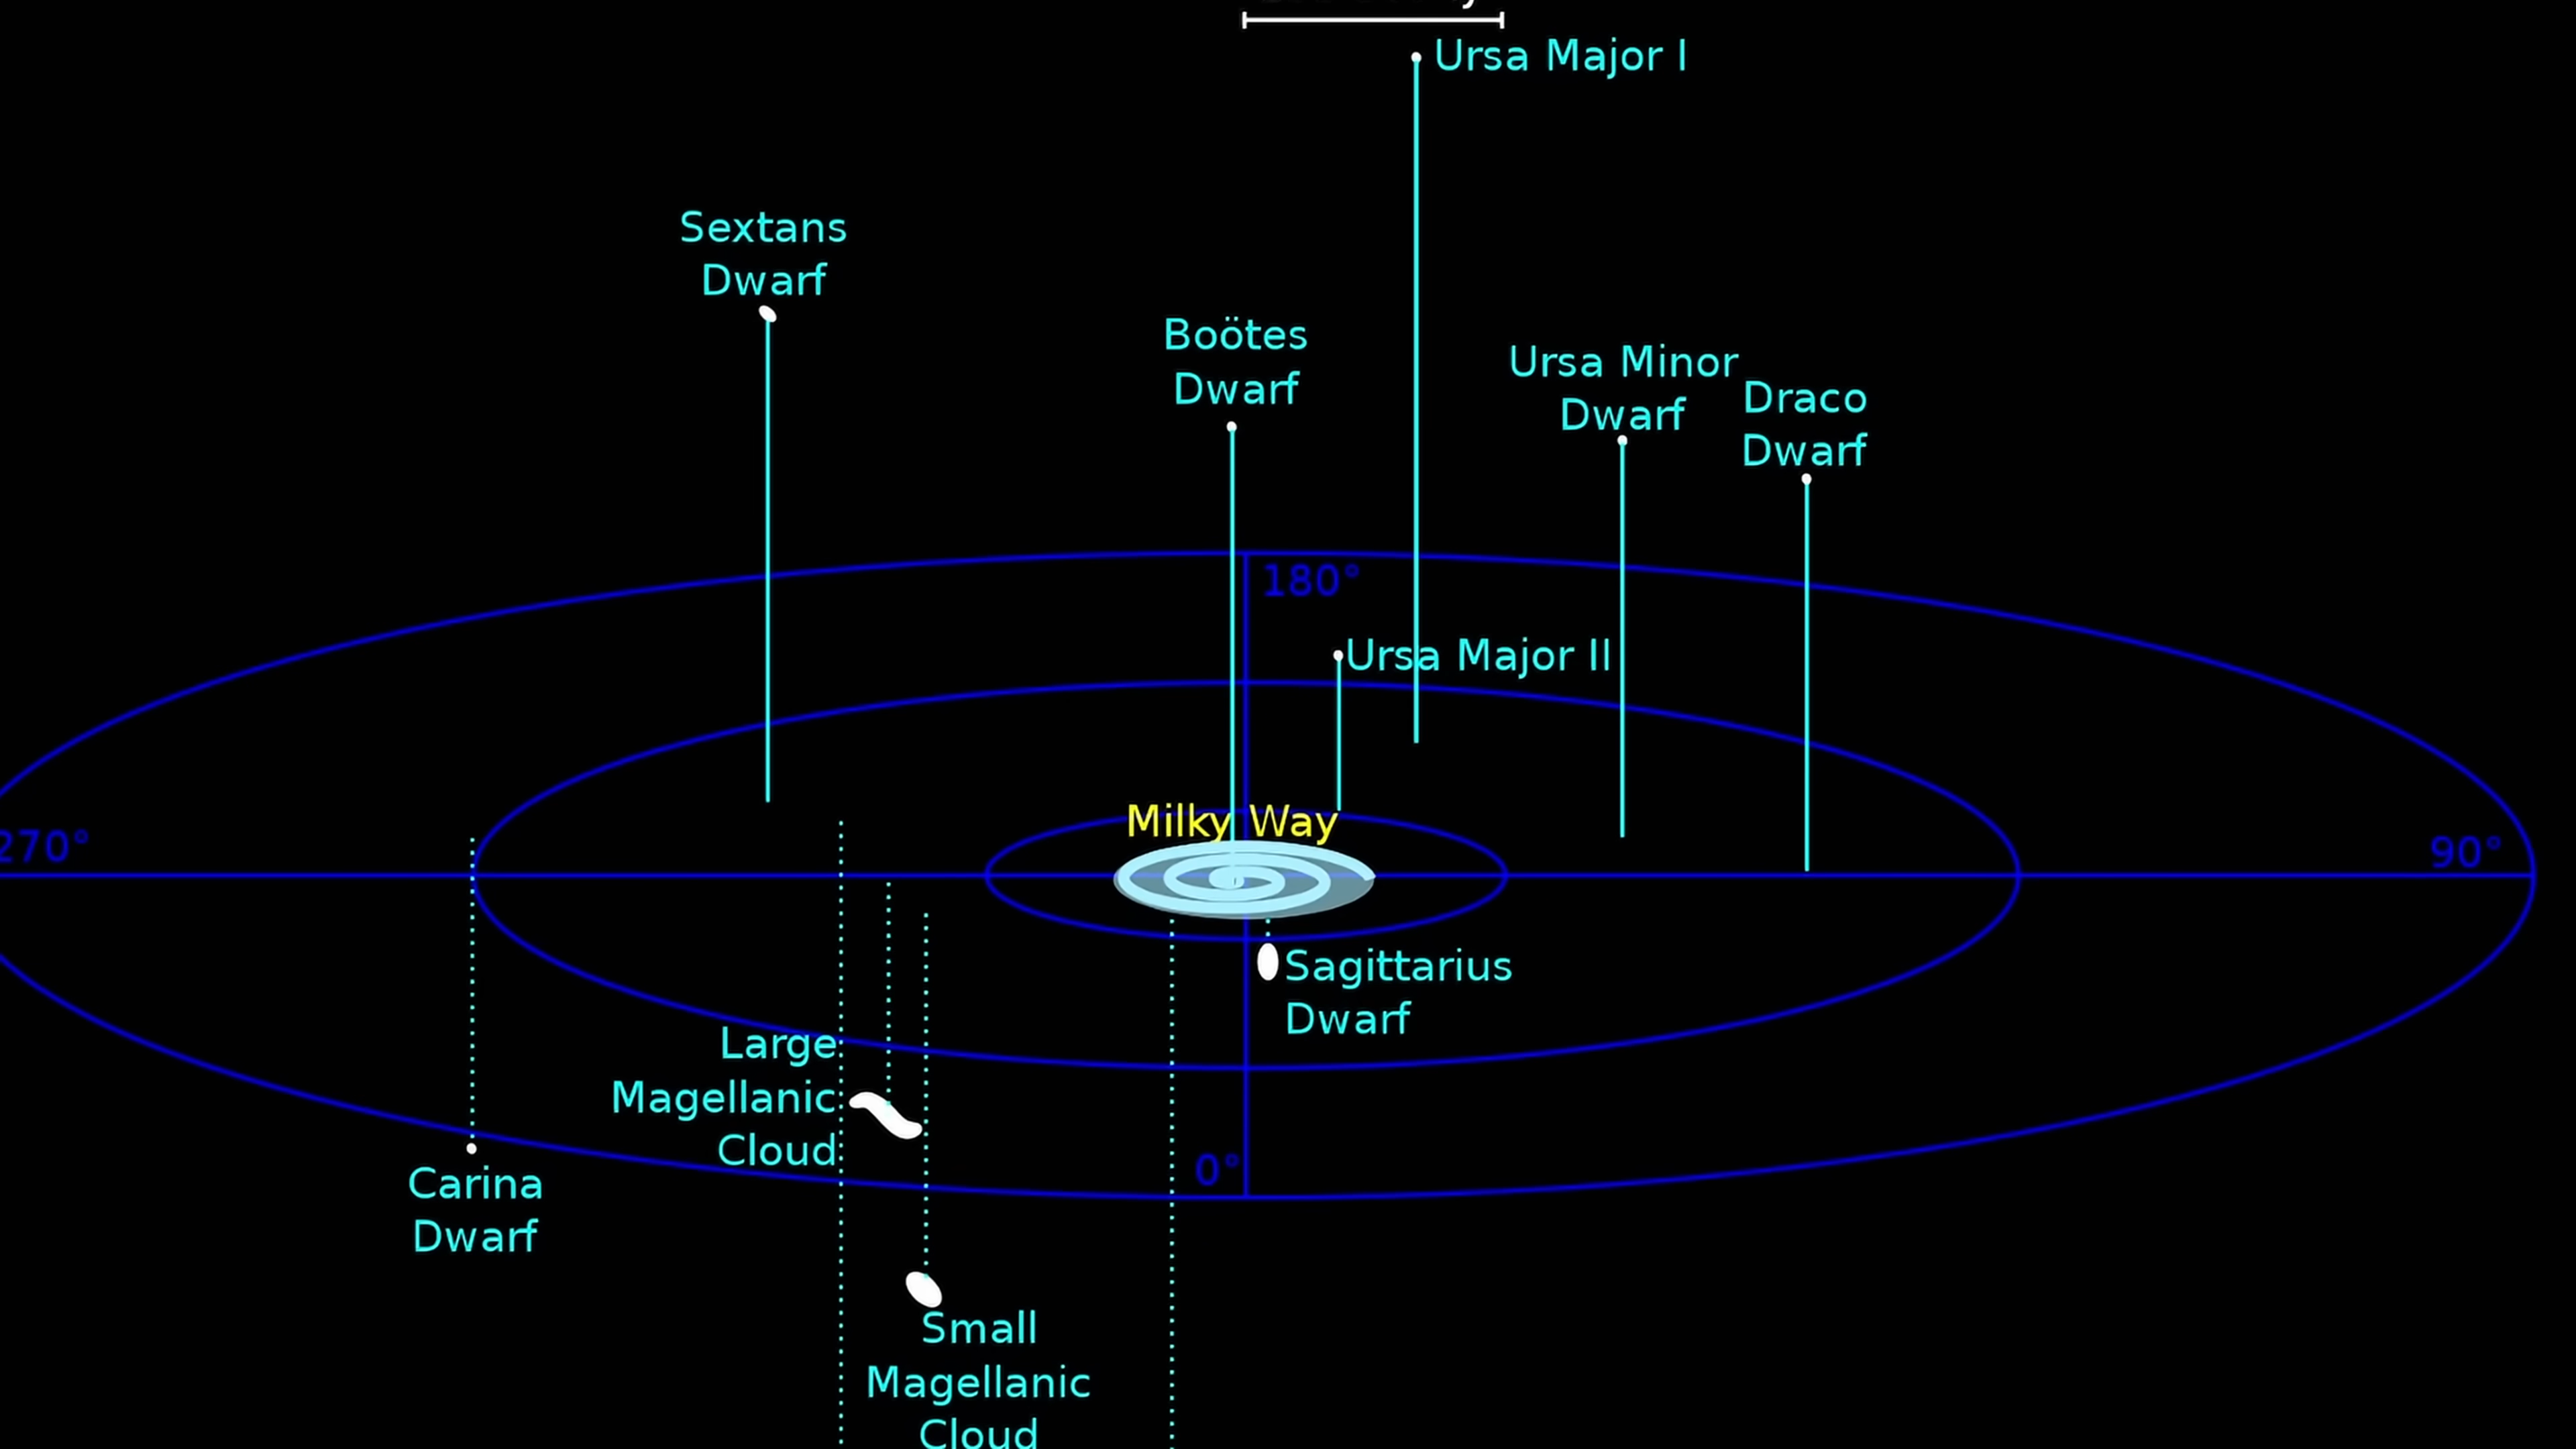 Ursa Major I
Sextans
Dwarf
Boötes
Dwarf
Ursa Minor
Dwarf
Draco
Dwarf
180°
Ursa Major II
Milky Way
270°
90°
Sagittarius
Dwarf
Large
Magellanic
Cloud
0°
Carina
Dwarf
Small
Magellanic
Cloud